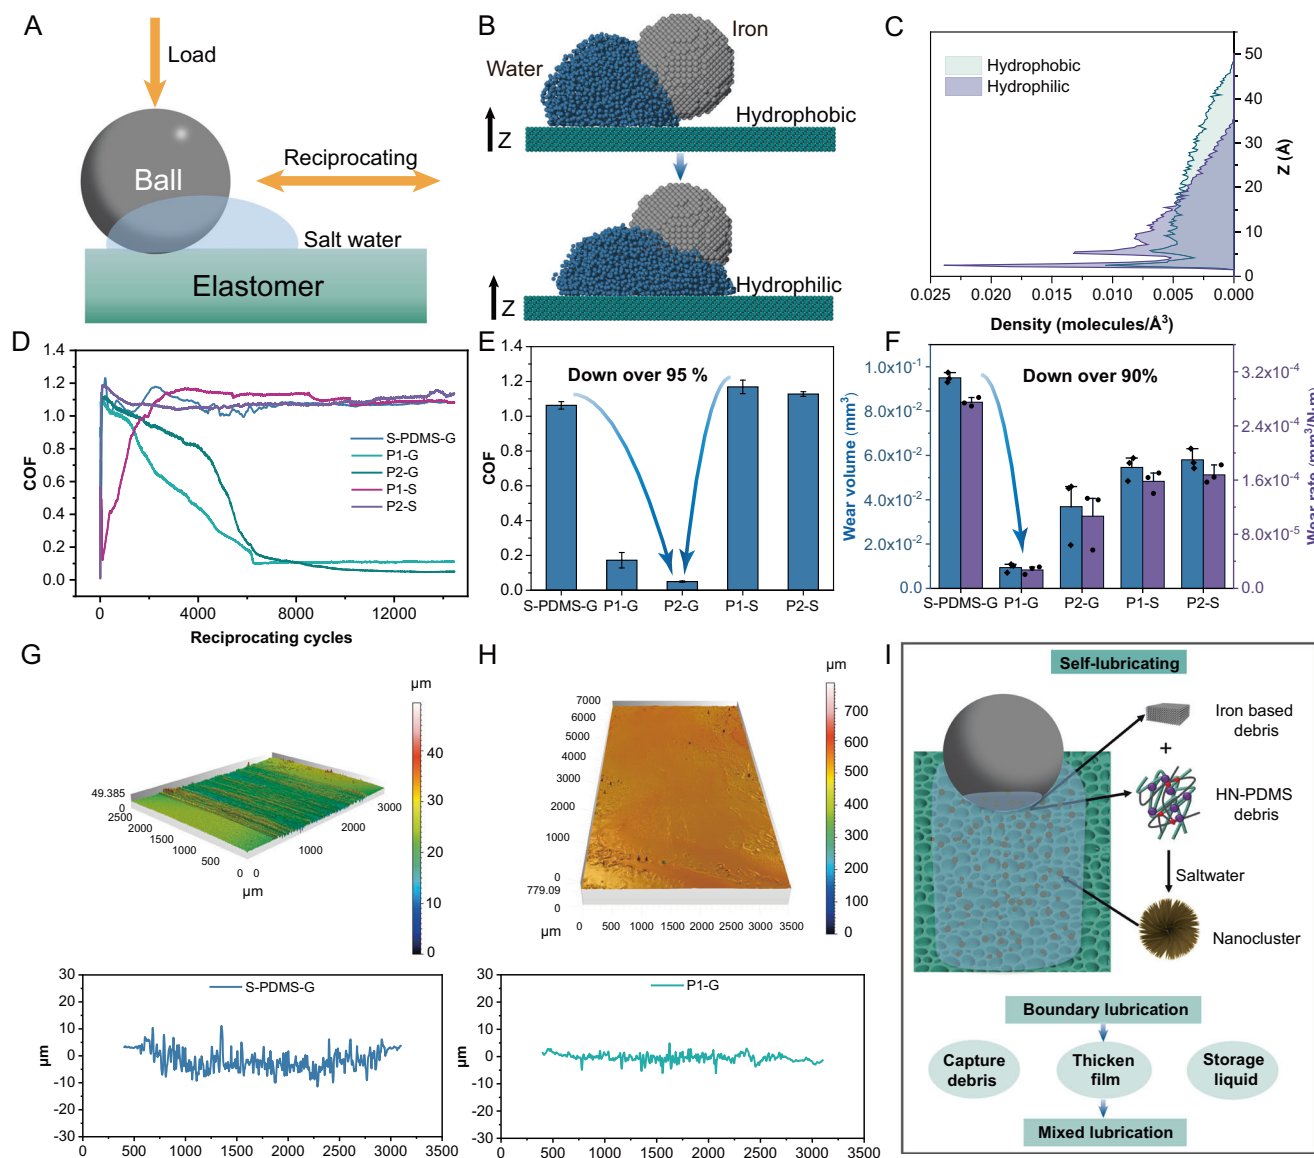 A
Load
Ball
Reciprocating
Salt water
Elastomer
B
Iron
Water
Hydrophobic
Z
Hydrophilic
Z
C
Hydrophobic
Hydrophilic
50
40
30
20
10
0
Z (Å)
0.025 0.020 0.015 0.010 0.005 0.000
Density (molecules/Å³)
D
1.4
1.2
1.0
0.8
0.6
0.4
0.2
0.0
COF
S-PDMS-G
P1-G
P2-G
P1-S
P2-S
0 4000 8000 12000
Reciprocating cycles
E
1.4
1.2
1.0
0.8
0.6
0.4
0.2
0.0
COF
Down over 95 %
S-PDMS-G P1-G P2-G P1-S P2-S
F
1.0x10⁻¹
8.0x10⁻²
6.0x10⁻²
4.0x10⁻²
2.0x10⁻²
0.0
Wear volume (mm³)
Down over 90%
3.2x10⁻⁴
2.4x10⁻⁴
1.6x10⁻⁴
8.0x10⁻⁵
0.0
Wear rate (mm³/N·m)
S-PDMS-G P1-G P2-G P1-S P2-S
G
µm
40
30
20
10
0
49.385
0
2500
2000
1500
1000
500
0
0
1000
2000
3000
µm
30
20
10
0
-10
-20
-30
µm
S-PDMS-G
0 500 1000 1500 2000 2500 3000 3500
H
µm
700
600
500
400
300
200
100
0
7000
6000
5000
4000
3000
2000
1000
0
779.09
0
µm
0 500 1000 1500 2000 2500 3000 3500
30
20
10
0
-10
-20
-30
µm
P1-G
0 500 1000 1500 2000 2500 3000 3500
I
Self-lubricating
Iron based
debris
+
HN-PDMS
debris
Saltwater
Nanocluster
Boundary lubrication
Capture
debris
Thicken
film
Storage
liquid
Mixed lubrication